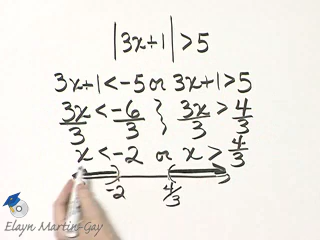 |3x+1|>5
3x+1<-5 or 3x+1>5
3x/3 < -6/3 } 3x/3 > 4/3
x<-2 or x>4/3
-2 4/3
Elayn Martin-Gay